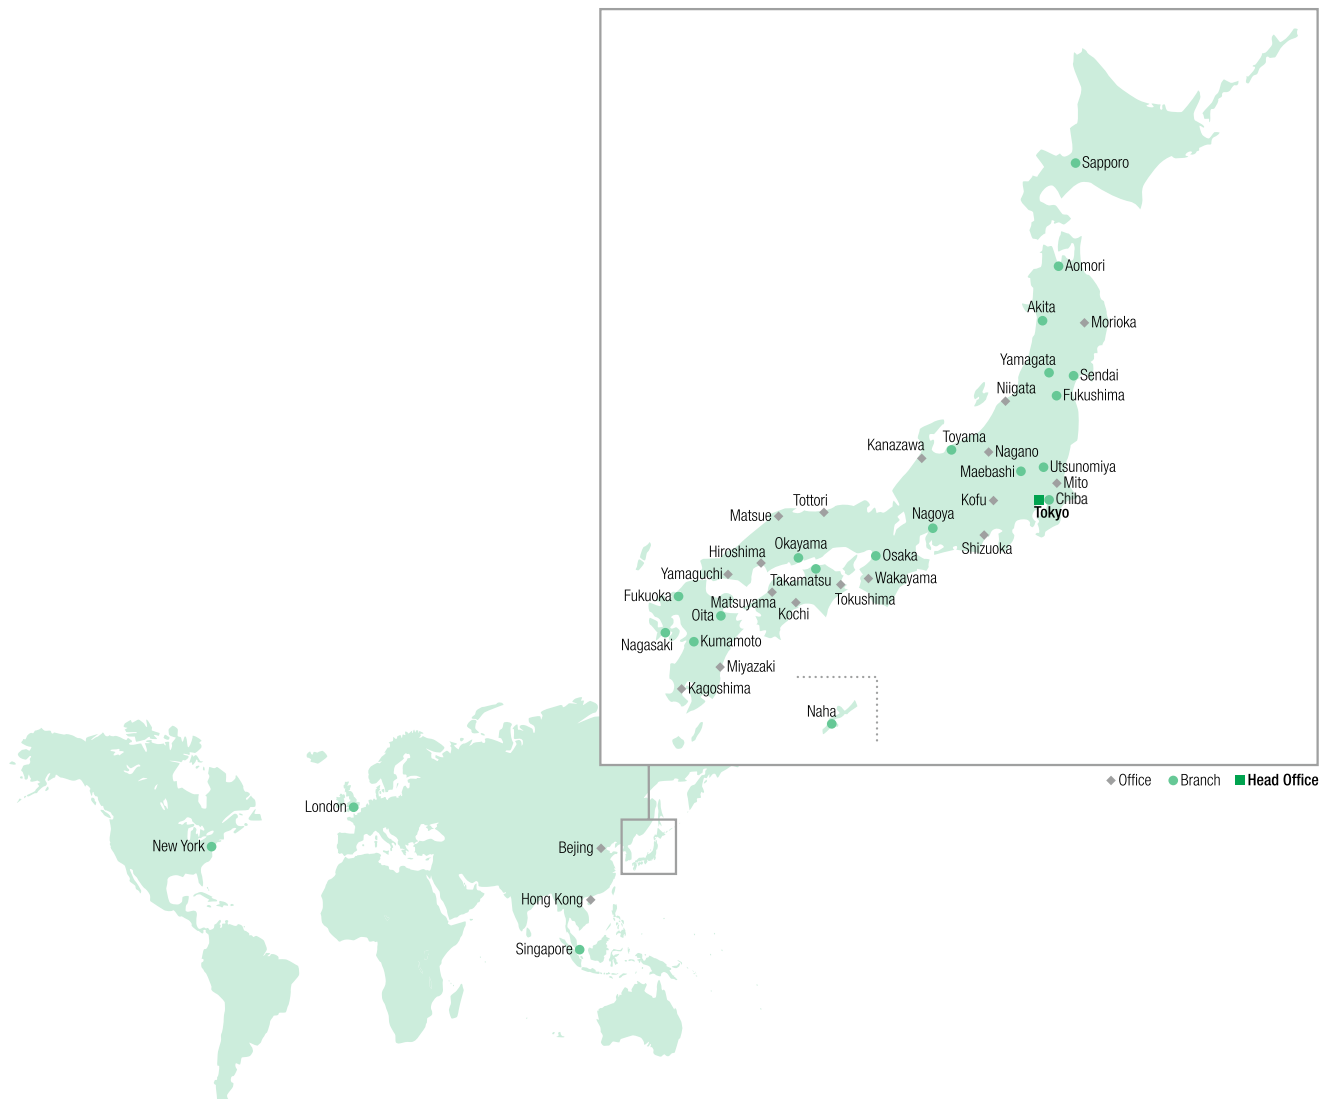 Sapporo
Aomori
Akita
Morioka
Yamagata
Sendai
Niigata
Fukushima
Toyama
Kanazawa
Nagano
Utsunomiya
Maebashi
Mito
Kofu
Chiba
Tottori
Tokyo
Matsue
Nagoya
Okayama
Shizuoka
Hiroshima
Osaka
Yamaguchi
Takamatsu
Wakayama
Fukuoka
Matsuyama
Tokushima
Oita
Kochi
Nagasaki
Kumamoto
Miyazaki
Kagoshima
Naha
Office
Branch
Head Office
London
New York
Bejing
Hong Kong
Singapore